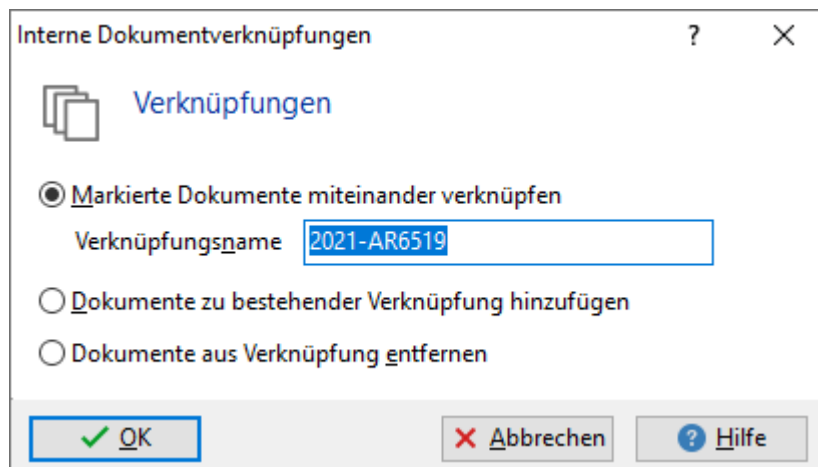 Interne Dokumentverknüpfungen ?
Verknüpfungen
Markierte Dokumente miteinander verknüpfen
Verknüpfungsname 2021-AR6519
Dokumente zu bestehender Verknüpfung hinzufügen
Dokumente aus Verknüpfung entfernen
OK Abbrechen ? Hilfe